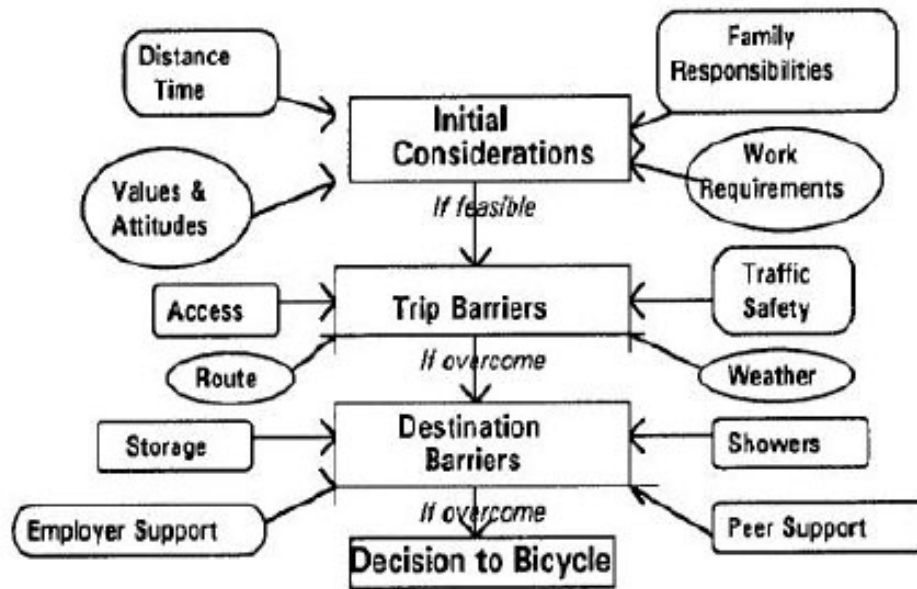 Distance
Time
Family
Responsibilities
Initial
Considerations
Values &
Attitudes
Work
Requirements
If feasible
Access
Trip Barriers
Traffic
Safety
Route
If overcome
Weather
Storage
Destination
Barriers
Showers
Employer Support
If overcome
Peer Support
Decision to Bicycle